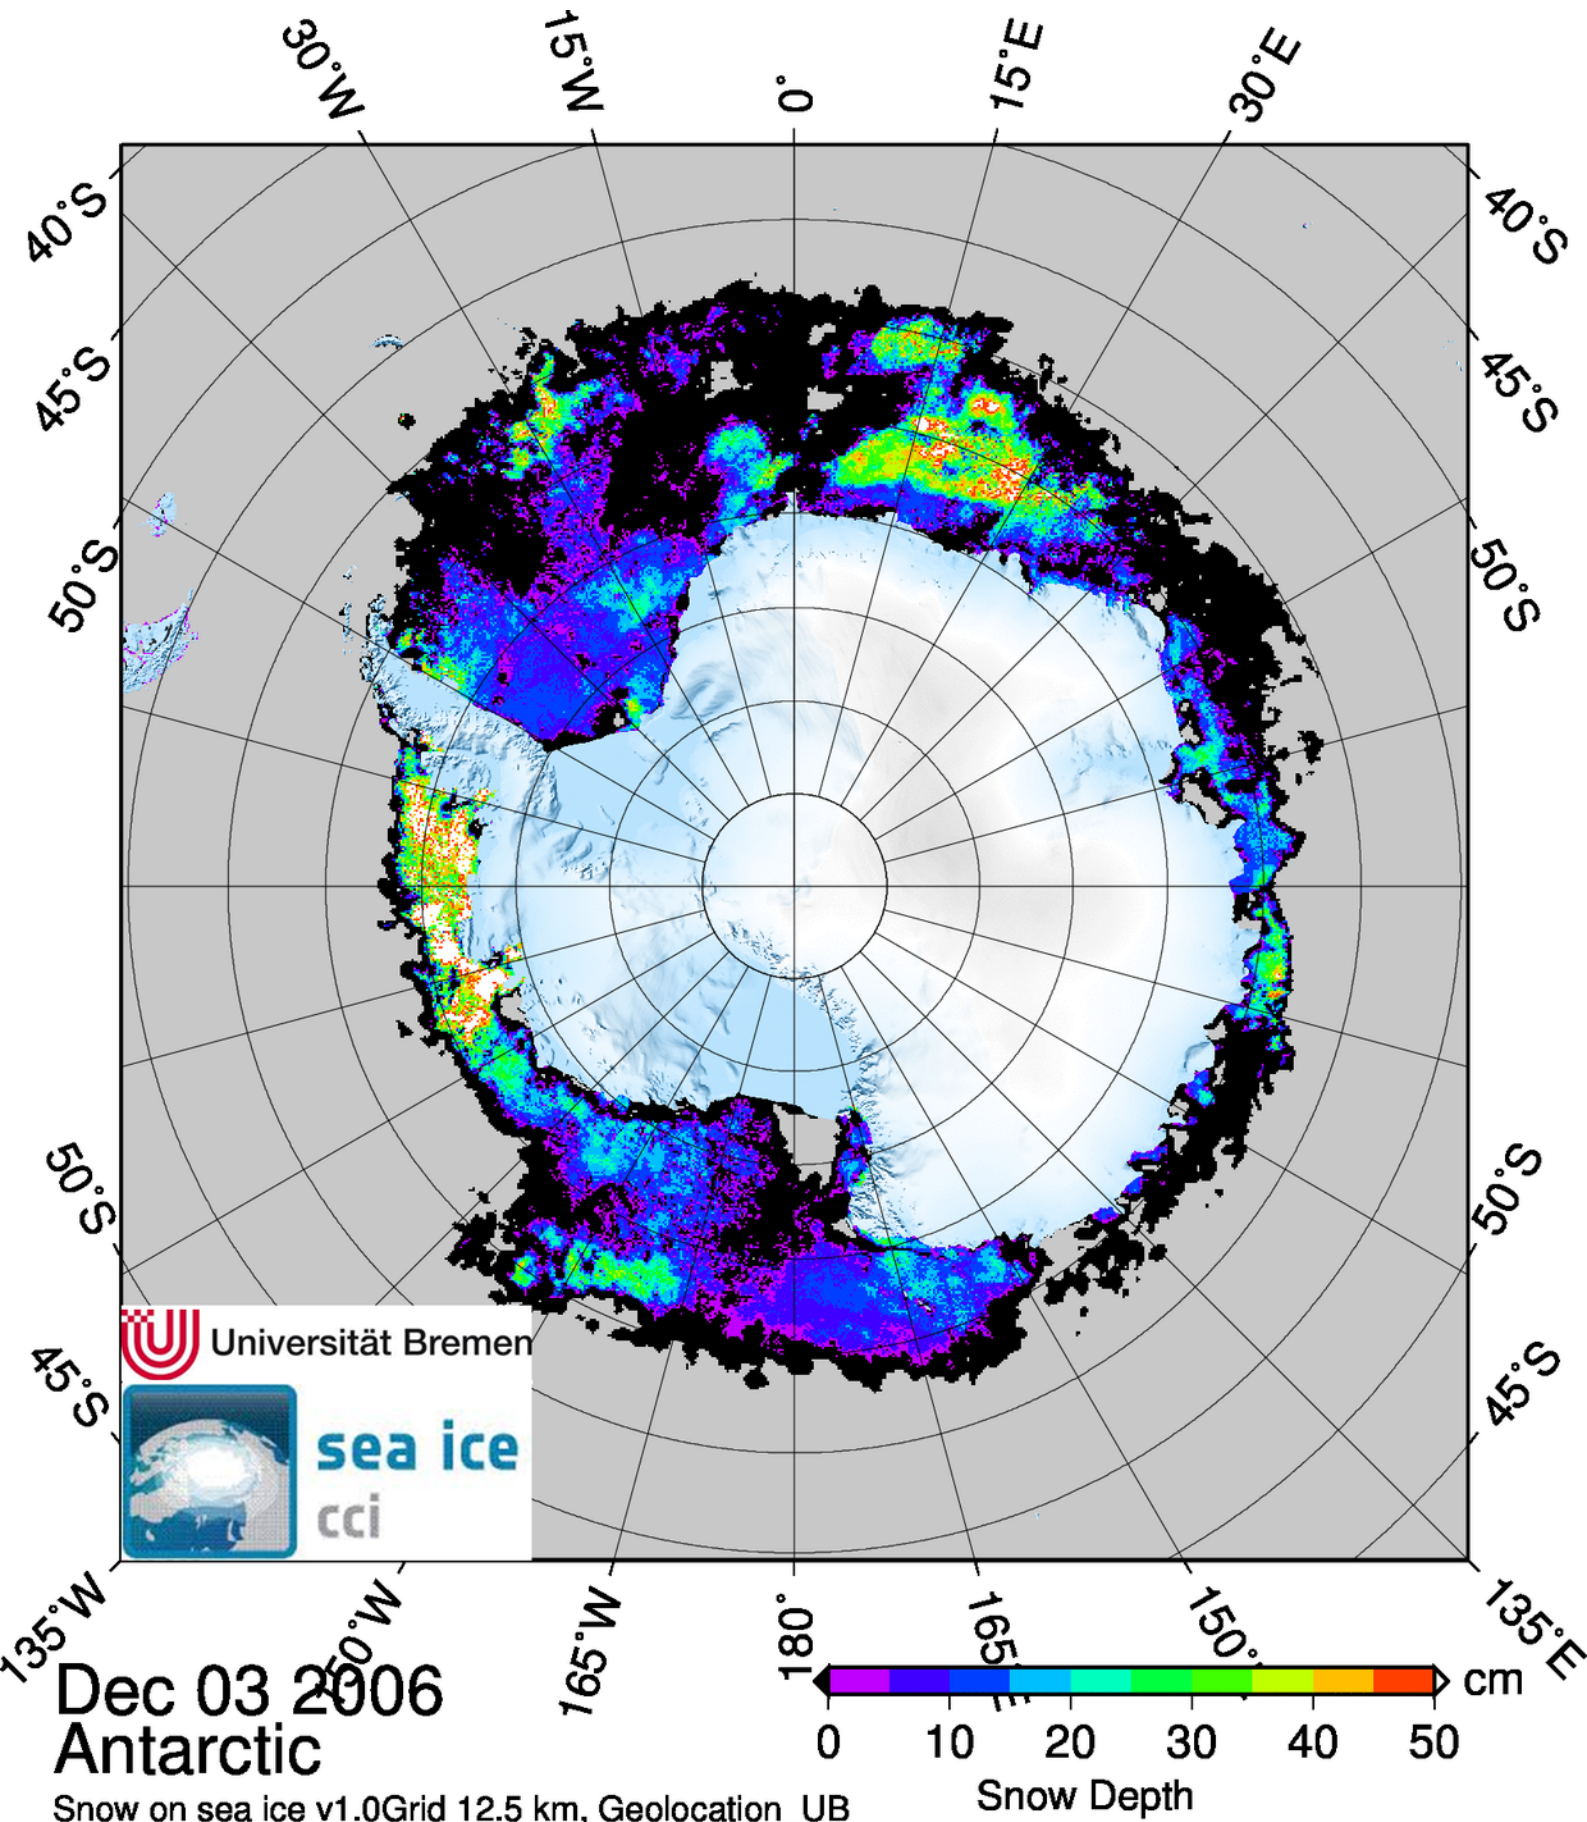 30°W
15°W
0°
15°E
30°E
40°S
40°S
45°S
45°S
50°S
50°S
50°S
50°S
45°S
45°S
Universität Bremen
sea ice
cci
135°W
165°W
180°
135°E
Dec 03 2006
Antarctic
cm
0 10 20 30 40 50
Snow Depth
Snow on sea ice v1.0Grid 12.5 km, Geolocation UB